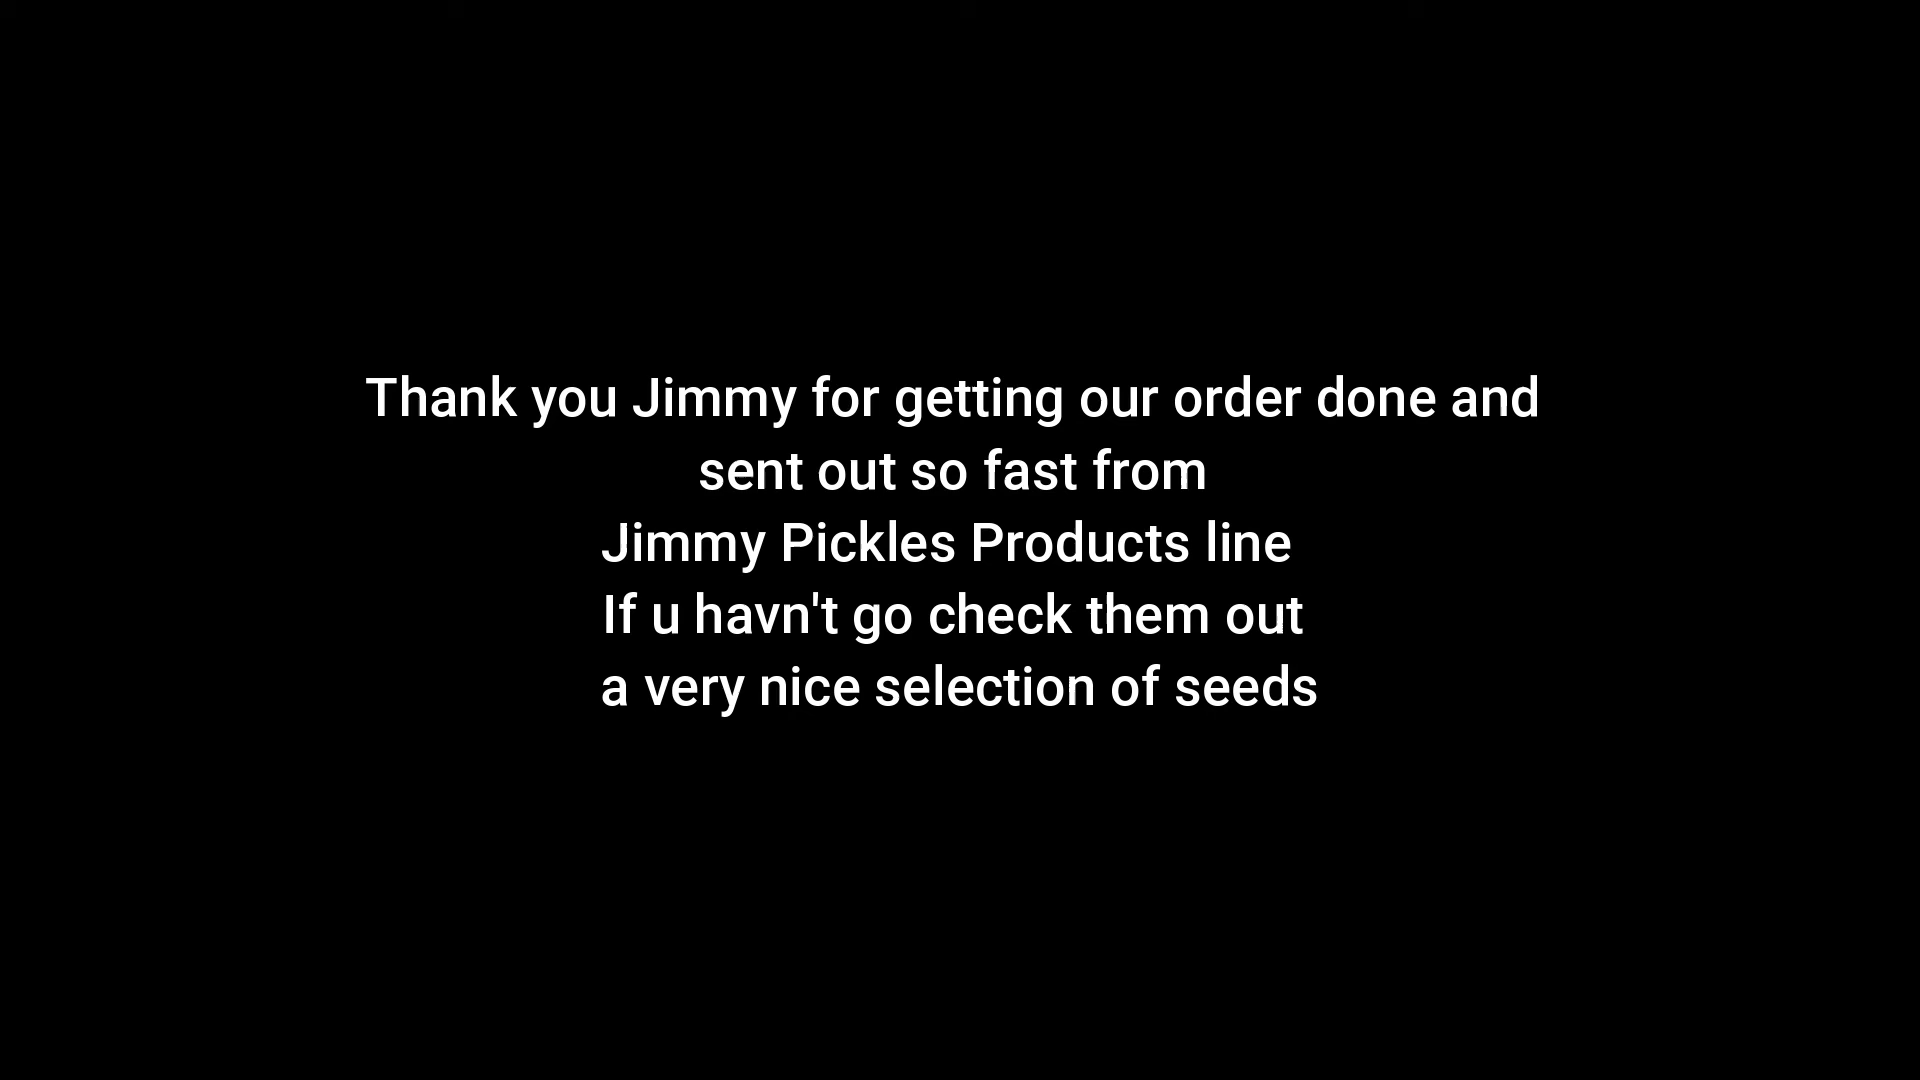 Thank you Jimmy for getting our order done and
sent out so fast from
Jimmy Pickles Products line
If u havn't go check them out
a very nice selection of seeds